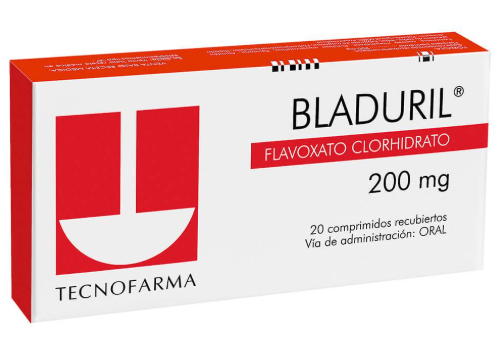 BLADURIL®
FLAVOXATO CLORHIDRATO
200 mg
20 comprimidos recubiertos
Vía de administración: ORAL
TECNOFARMA